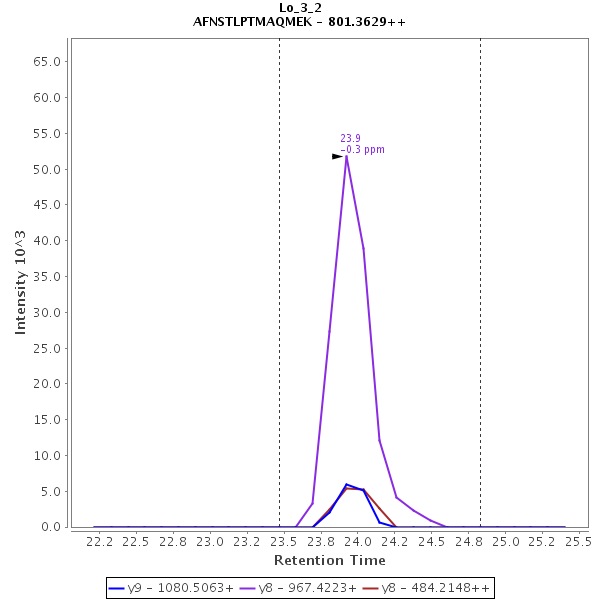 Lo_3_2
AFNSTLPTMAQMEK - 801.3629++
65.0
60.0
55.0
50.0
45.0
40.0
35.0
30.0
25.0
20.0
15.0
10.0
5.0
0.0
Intensity 10^3
23.9
-0.3 ppm
22.2 22.5 22.8 23.0 23.2 23.5 23.8 24.0 24.2 24.5 24.8 25.0 25.2 25.5
Retention Time
y9 - 1080.5063+ y8 - 967.4223+ y8 - 484.2148++